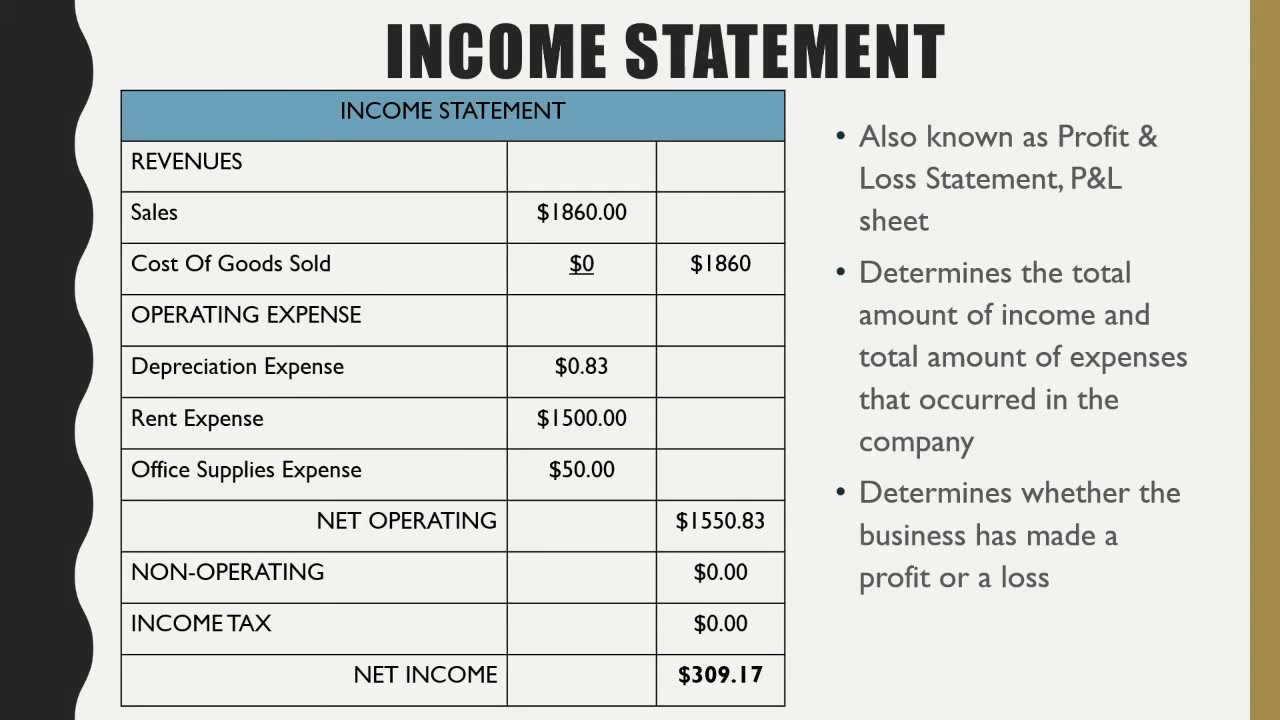 INCOME STATEMENT
INCOME STATEMENT
REVENUES
Sales $1860.00
Cost Of Goods Sold $0 $1860
OPERATING EXPENSE
Depreciation Expense $0.83
Rent Expense $1500.00
Office Supplies Expense $50.00
NET OPERATING $1550.83
NON-OPERATING $0.00
INCOME TAX $0.00
NET INCOME $309.17
• Also known as Profit &
Loss Statement, P&L
sheet
• Determines the total
amount of income and
total amount of expenses
that occurred in the
company
• Determines whether the
business has made a
profit or a loss